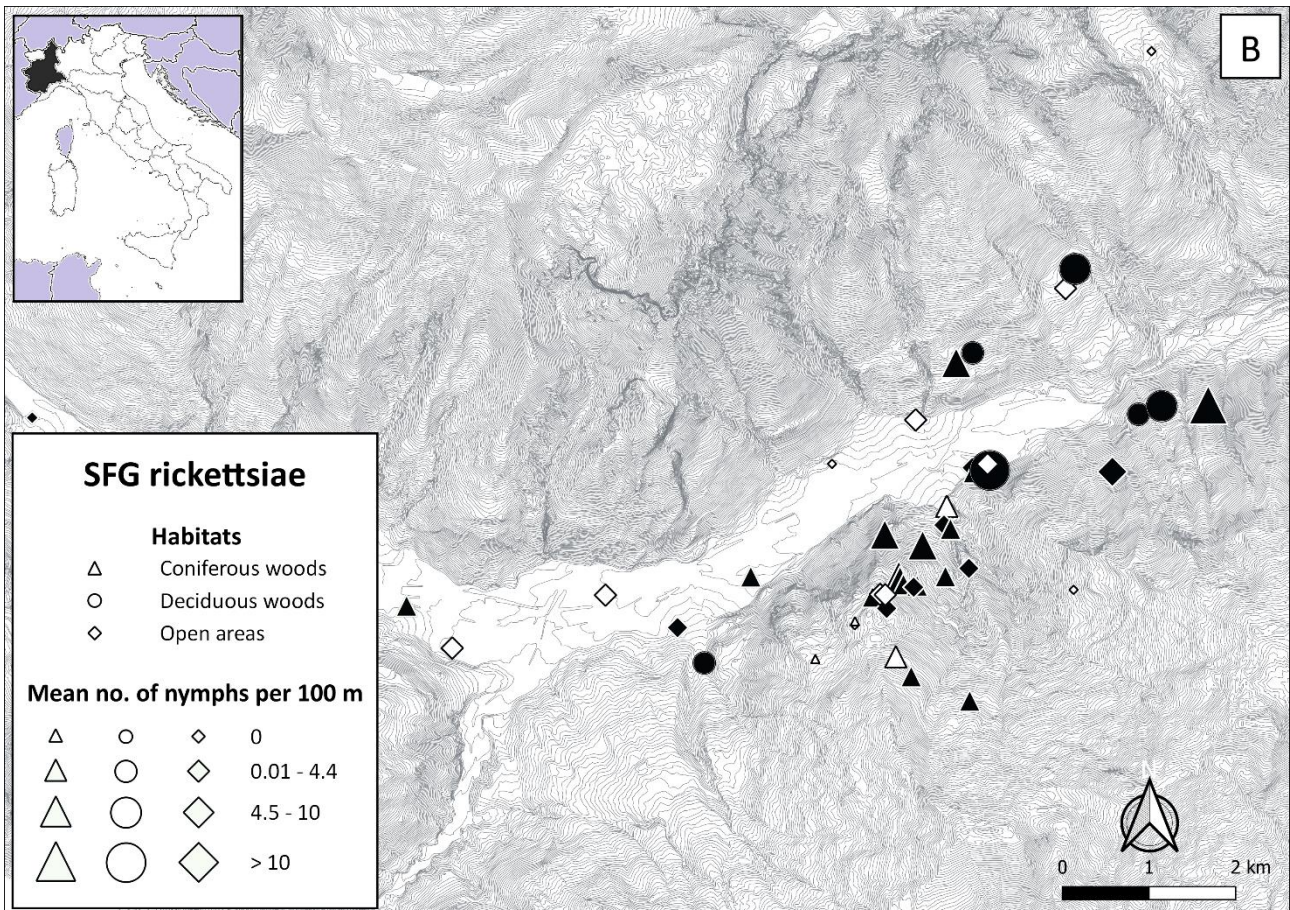 B
SFG rickettsiae
Habitats
Coniferous woods
Deciduous woods
Open areas
Mean no. of nymphs per 100 m
0
0.01 - 4.4
4.5 - 10
> 10
N
0 1 2 km